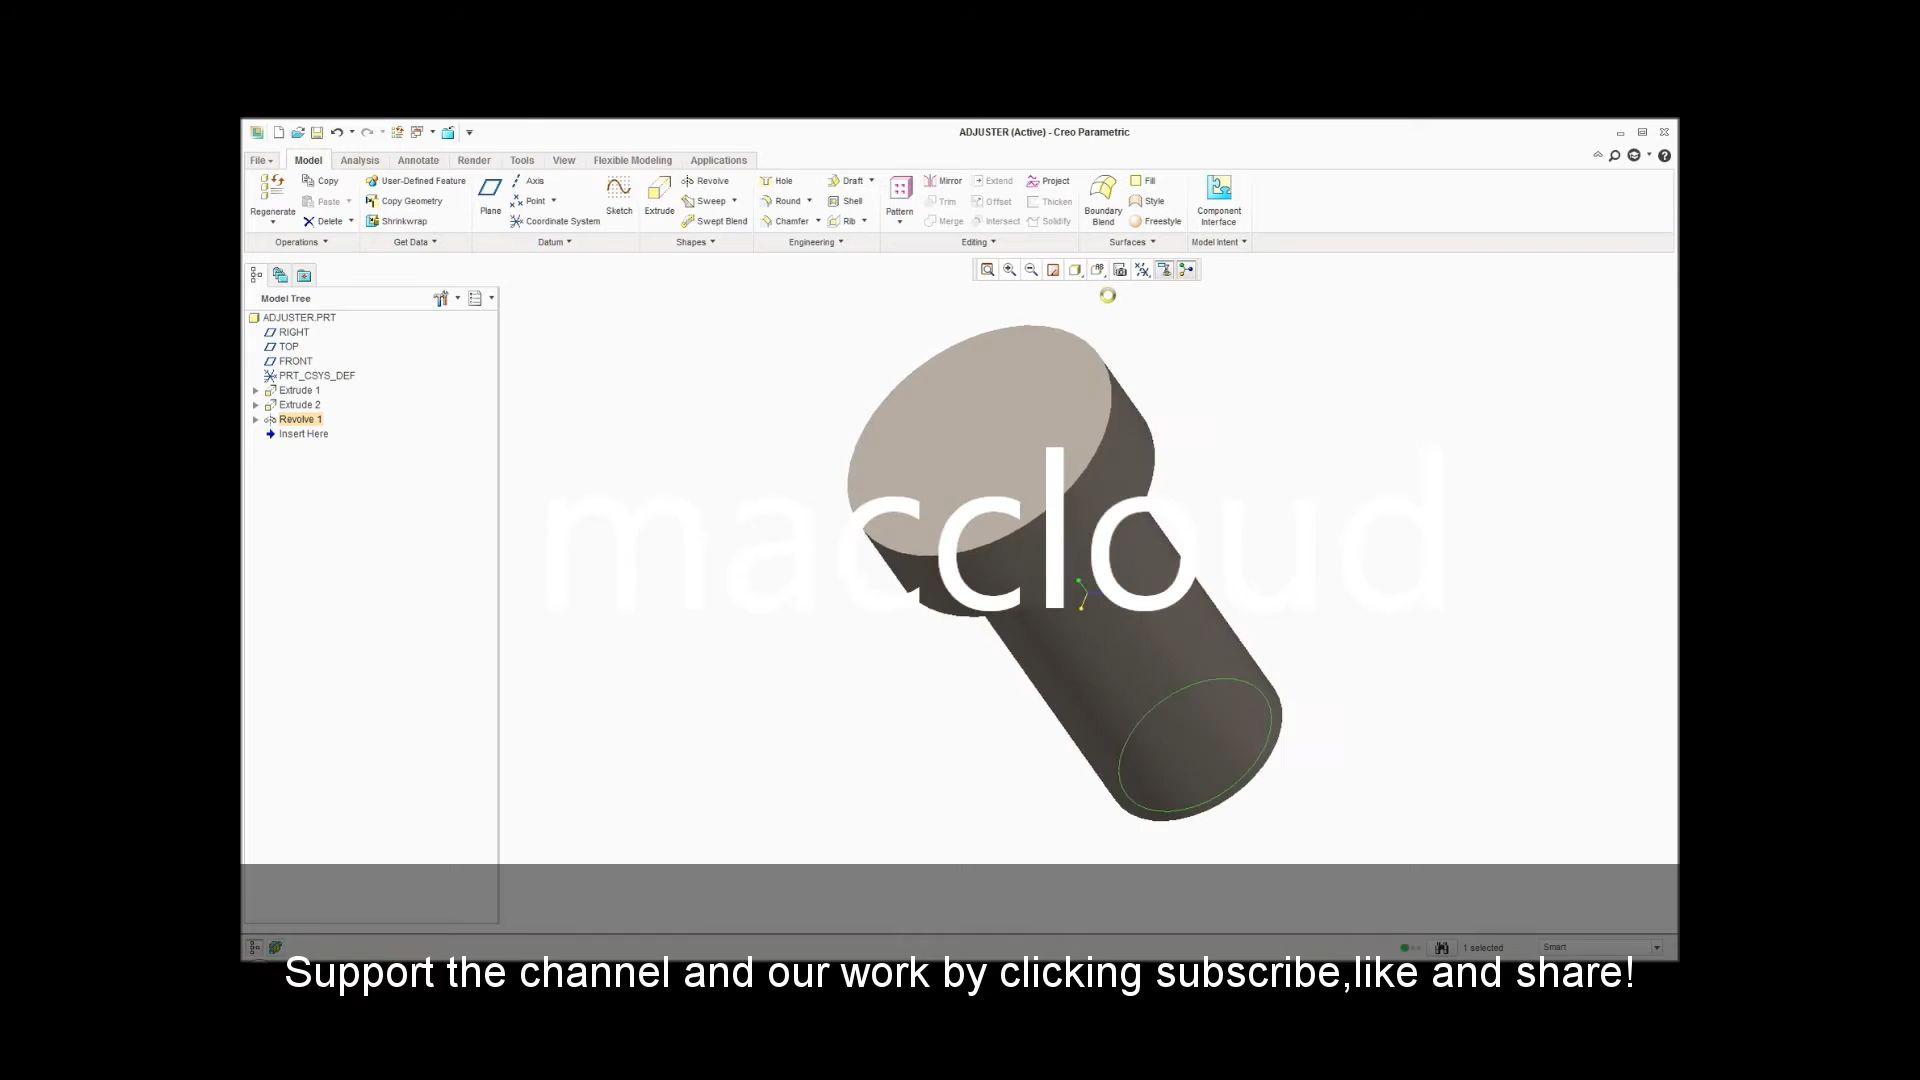 ADJUSTER (Active) - Creo Parametric
File Model Analysis Annotate Render Tools View Flexible Modeling Applications
Regenerate
Copy
Paste
Delete
Operations
User-Defined Feature
Copy Geometry
Shrinkwrap
Get Data
Plane
Axis
Point
Coordinate System
Datum
Sketch
Extrude
Revolve
Sweep
Swept Blend
Shapes
Hole
Round
Chamfer
Draft
Shell
Rib
Engineering
Pattern
Mirror
Trim
Merge
Extend
Offset
Intersect
Project
Thicken
Solidify
Editing
Boundary
Blend
Fill
Style
Freestyle
Surfaces
Component
Interface
Model Intent
Model Tree
ADJUSTER.PRT
RIGHT
TOP
FRONT
PRT_CSYS_DEF
Extrude 1
Extrude 2
Revolve 1
Insert Here
maccloud
1 selected
Smart
Support the channel and our work by clicking subscribe,like and share!